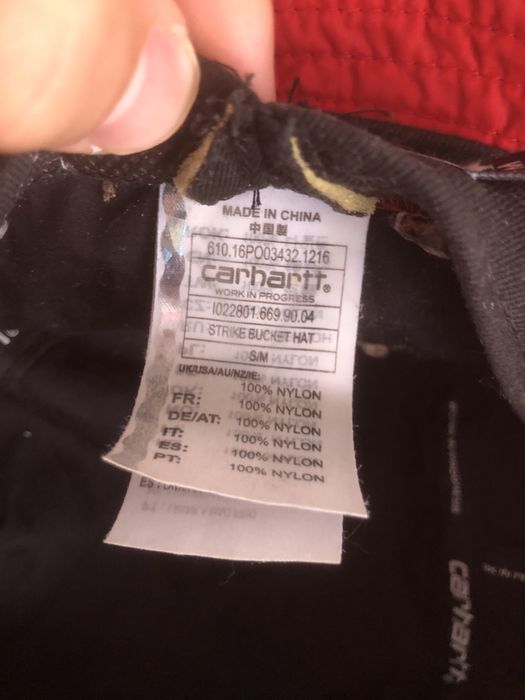 MADE IN CHINA
中国製
610.16PO03432.1216
carhartt®
WORK IN PROGRESS
I022801.669.90.04
STRIKE BUCKET HAT
S/M
UK/USA/AU/NZ/IE:
100% NYLON
FR: 100% NYLON
DE/AT: 100% NYLON
IT: 100% NYLON
ES: 100% NYLON
PT: 100% NYLON
carhartt